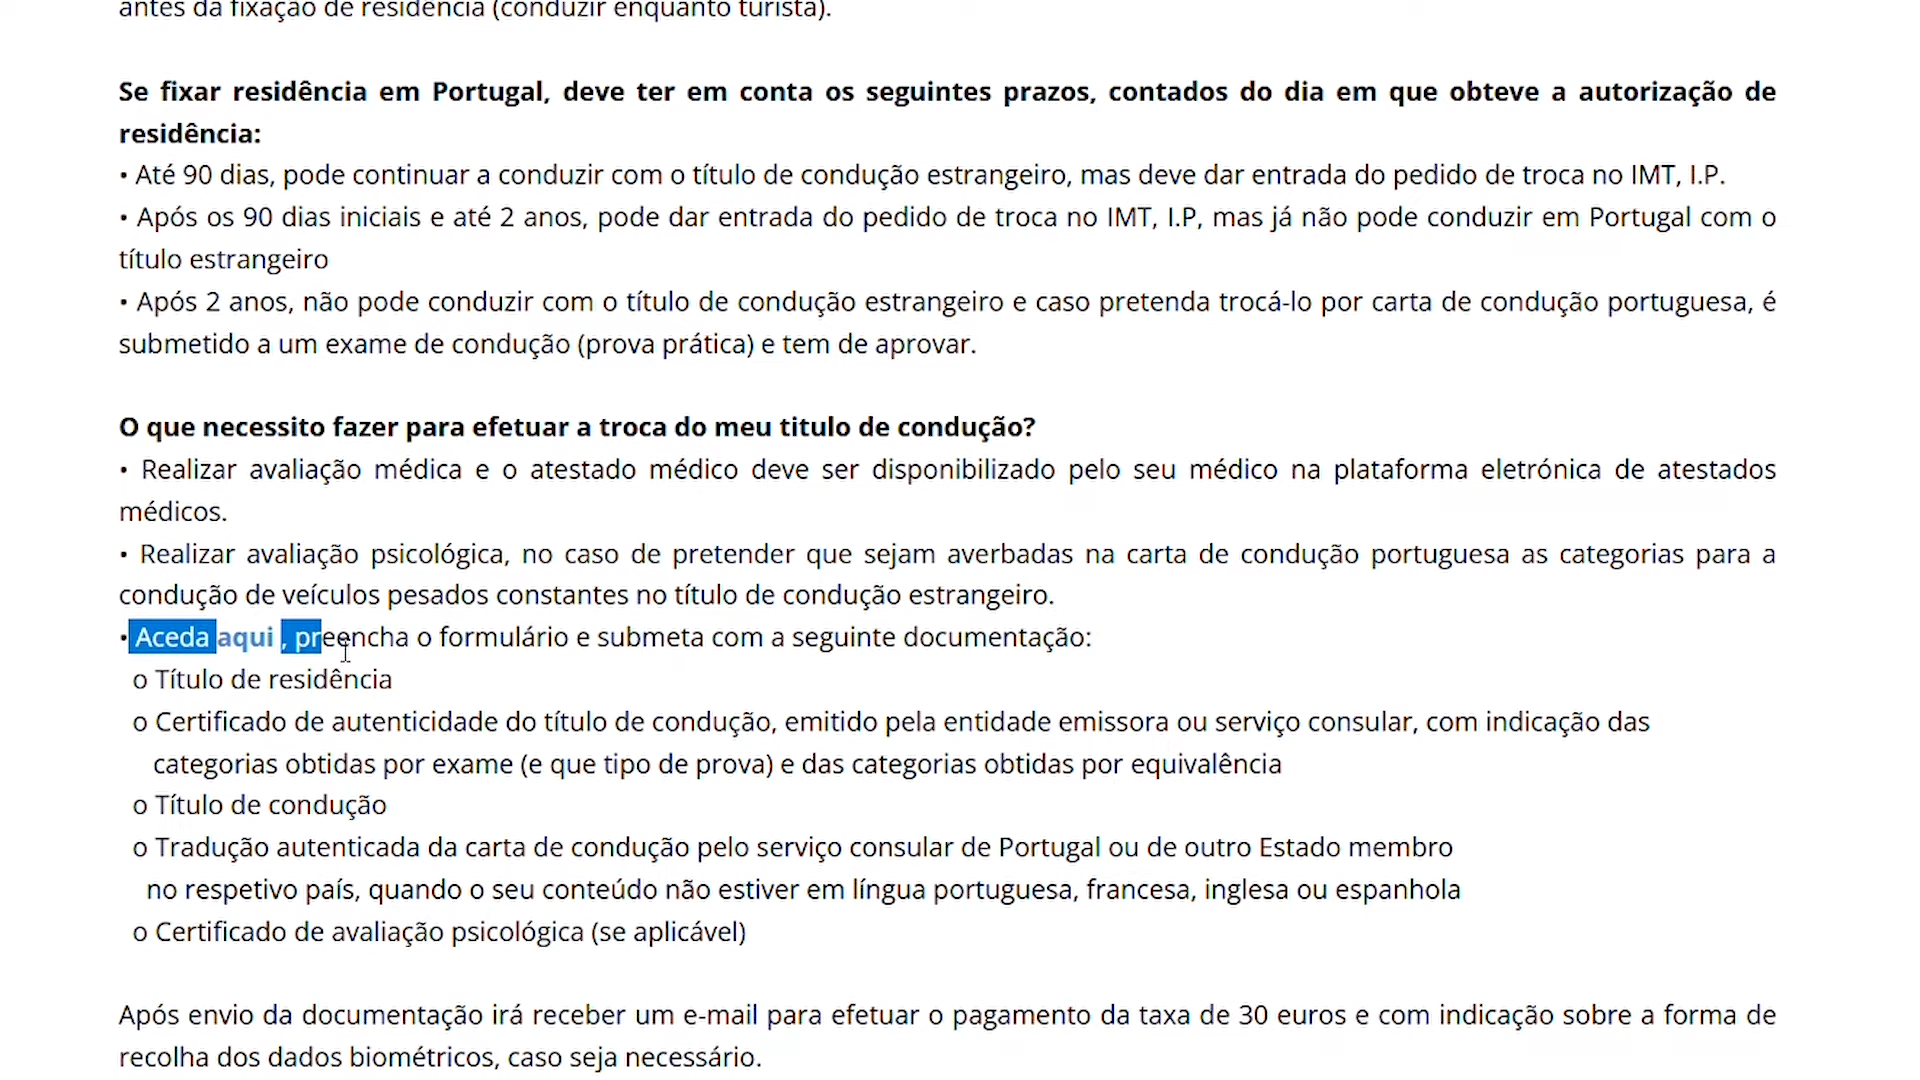 antes da fixação de residência (conduzir enquanto turista).
Se fixar residência em Portugal, deve ter em conta os seguintes prazos, contados do dia em que obteve a autorização de
residência:
• Até 90 dias, pode continuar a conduzir com o título de condução estrangeiro, mas deve dar entrada do pedido de troca no IMT, I.P.
• Após os 90 dias iniciais e até 2 anos, pode dar entrada do pedido de troca no IMT, I.P, mas já não pode conduzir em Portugal com o
título estrangeiro
• Após 2 anos, não pode conduzir com o título de condução estrangeiro e caso pretenda trocá-lo por carta de condução portuguesa, é
submetido a um exame de condução (prova prática) e tem de aprovar.
O que necessito fazer para efetuar a troca do meu titulo de condução?
• Realizar avaliação médica e o atestado médico deve ser disponibilizado pelo seu médico na plataforma eletrónica de atestados
médicos.
• Realizar avaliação psicológica, no caso de pretender que sejam averbadas na carta de condução portuguesa as categorias para a
condução de veículos pesados constantes no título de condução estrangeiro.
• Aceda aqui , preencha o formulário e submeta com a seguinte documentação:
o Título de residência
o Certificado de autenticidade do título de condução, emitido pela entidade emissora ou serviço consular, com indicação das
categorias obtidas por exame (e que tipo de prova) e das categorias obtidas por equivalência
o Título de condução
o Tradução autenticada da carta de condução pelo serviço consular de Portugal ou de outro Estado membro
no respetivo país, quando o seu conteúdo não estiver em língua portuguesa, francesa, inglesa ou espanhola
o Certificado de avaliação psicológica (se aplicável)
Após envio da documentação irá receber um e-mail para efetuar o pagamento da taxa de 30 euros e com indicação sobre a forma de
recolha dos dados biométricos, caso seja necessário.